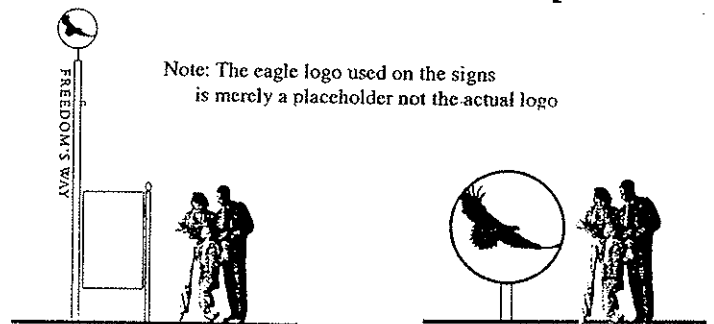 Note: The eagle logo used on the signs
is merely a placeholder not the actual logo
FREEDOM'S WAY